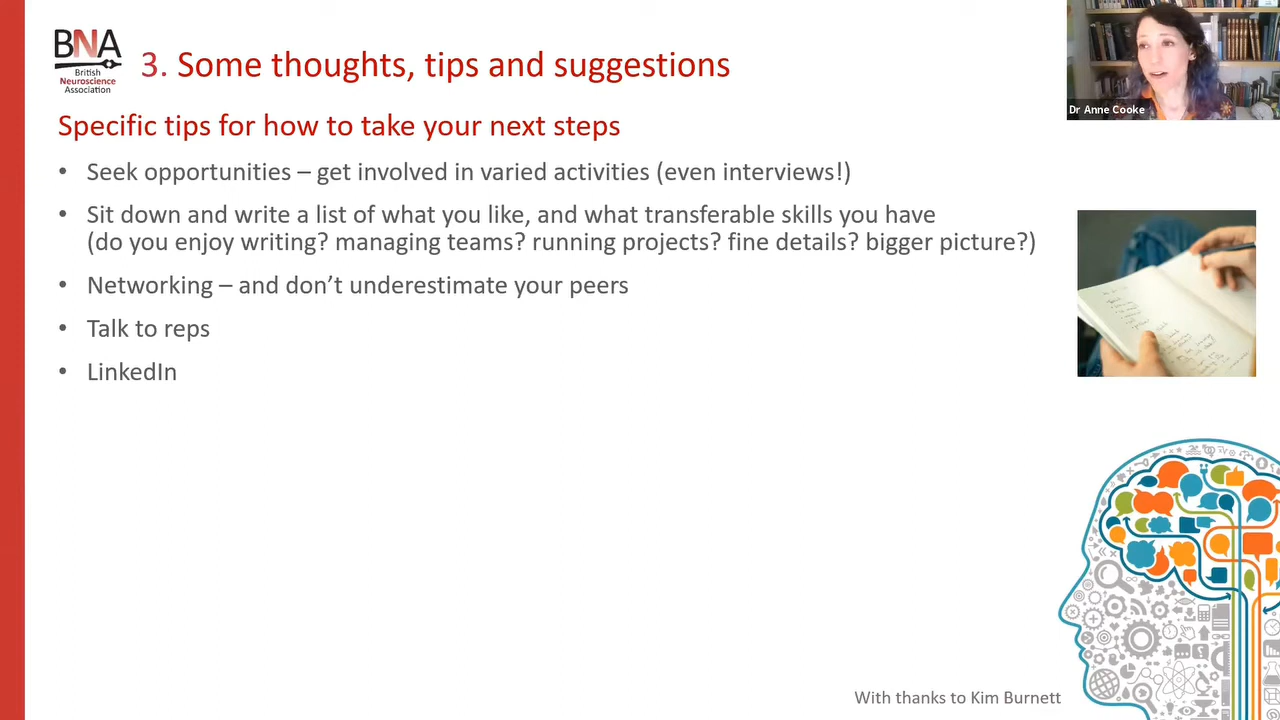 BNA
British
Neuroscience
Association
3. Some thoughts, tips and suggestions
Dr Anne Cooke
Specific tips for how to take your next steps
• Seek opportunities – get involved in varied activities (even interviews!)
• Sit down and write a list of what you like, and what transferable skills you have
(do you enjoy writing? managing teams? running projects? fine details? bigger picture?)
• Networking – and don’t underestimate your peers
• Talk to reps
• LinkedIn
With thanks to Kim Burnett